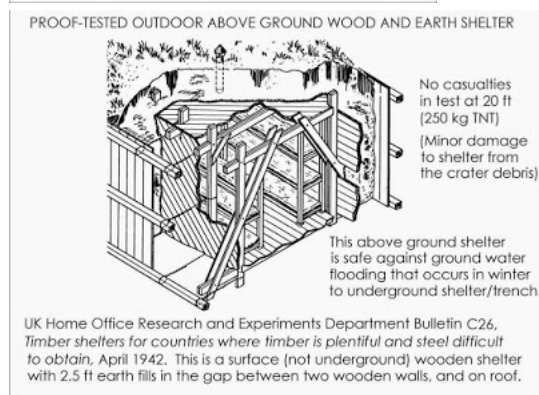 PROOF-TESTED OUTDOOR ABOVE GROUND WOOD AND EARTH SHELTER
No casualties
in test at 20 ft
(250 kg TNT)
(Minor damage
to shelter from
the crater debris)
This above ground shelter
is safe against ground water
flooding that occurs in winter
to underground shelter/trench
UK Home Office Research and Experiments Department Bulletin C26,
Timber shelters for countries where timber is plentiful and steel difficult
to obtain, April 1942. This is a surface (not underground) wooden shelter
with 2.5 ft earth fills in the gap between two wooden walls, and on roof.